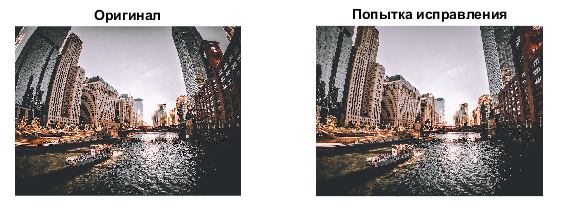 Оригинал
Попытка исправления